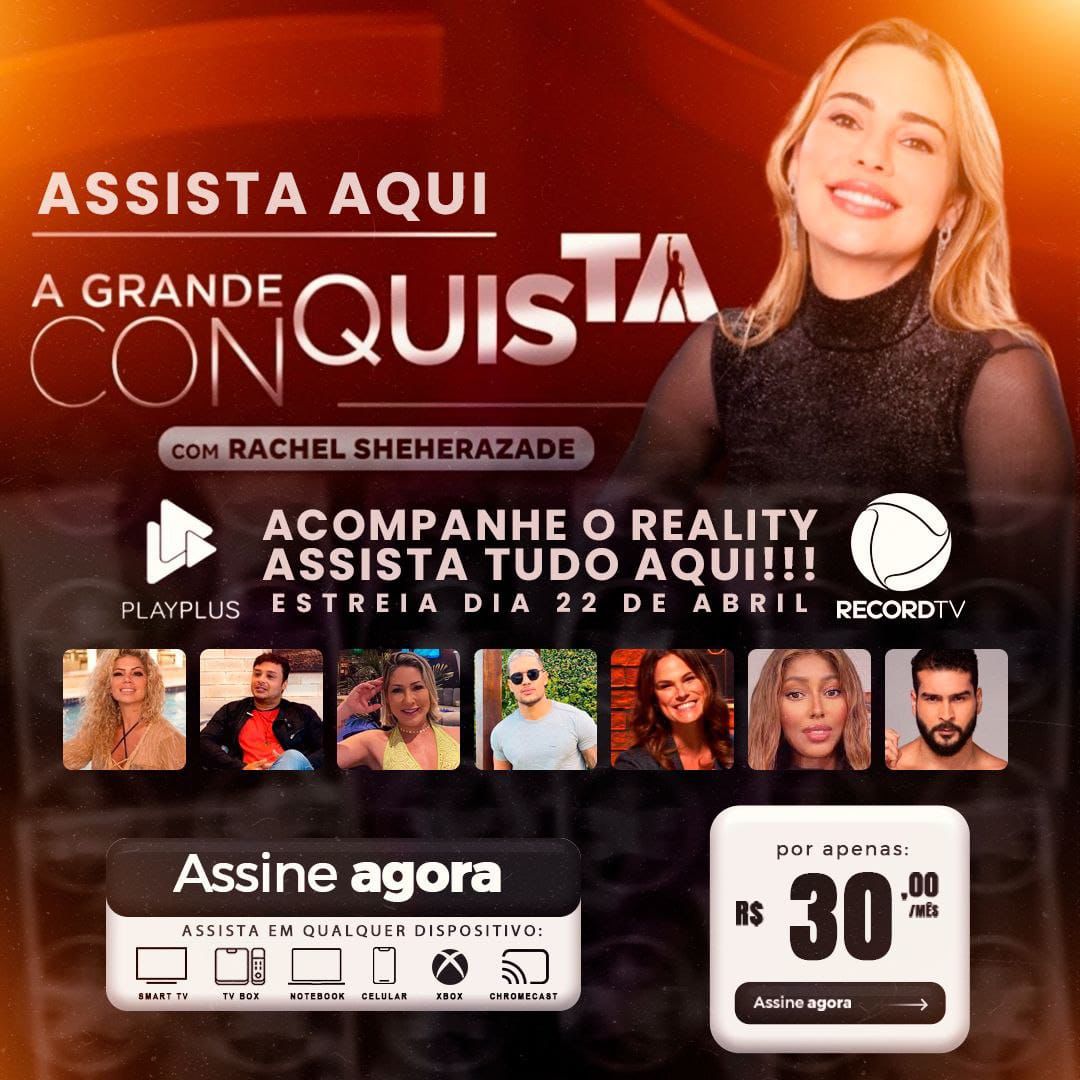 ASSISTA AQUI
A GRANDE
CONQUISTA
COM RACHEL SHEHERAZADE
ACOMPANHE O REALITY
ASSISTA TUDO AQUI!!!
ESTREIA DIA 22 DE ABRIL
PLAYPLUS
RECORDTV
Assine agora
ASSISTA EM QUALQUER DISPOSITIVO:
SMART TV TV BOX NOTEBOOK CELULAR XBOX CHROMECAST
por apenas:
R$ 30,00
/MÊS
Assine agora